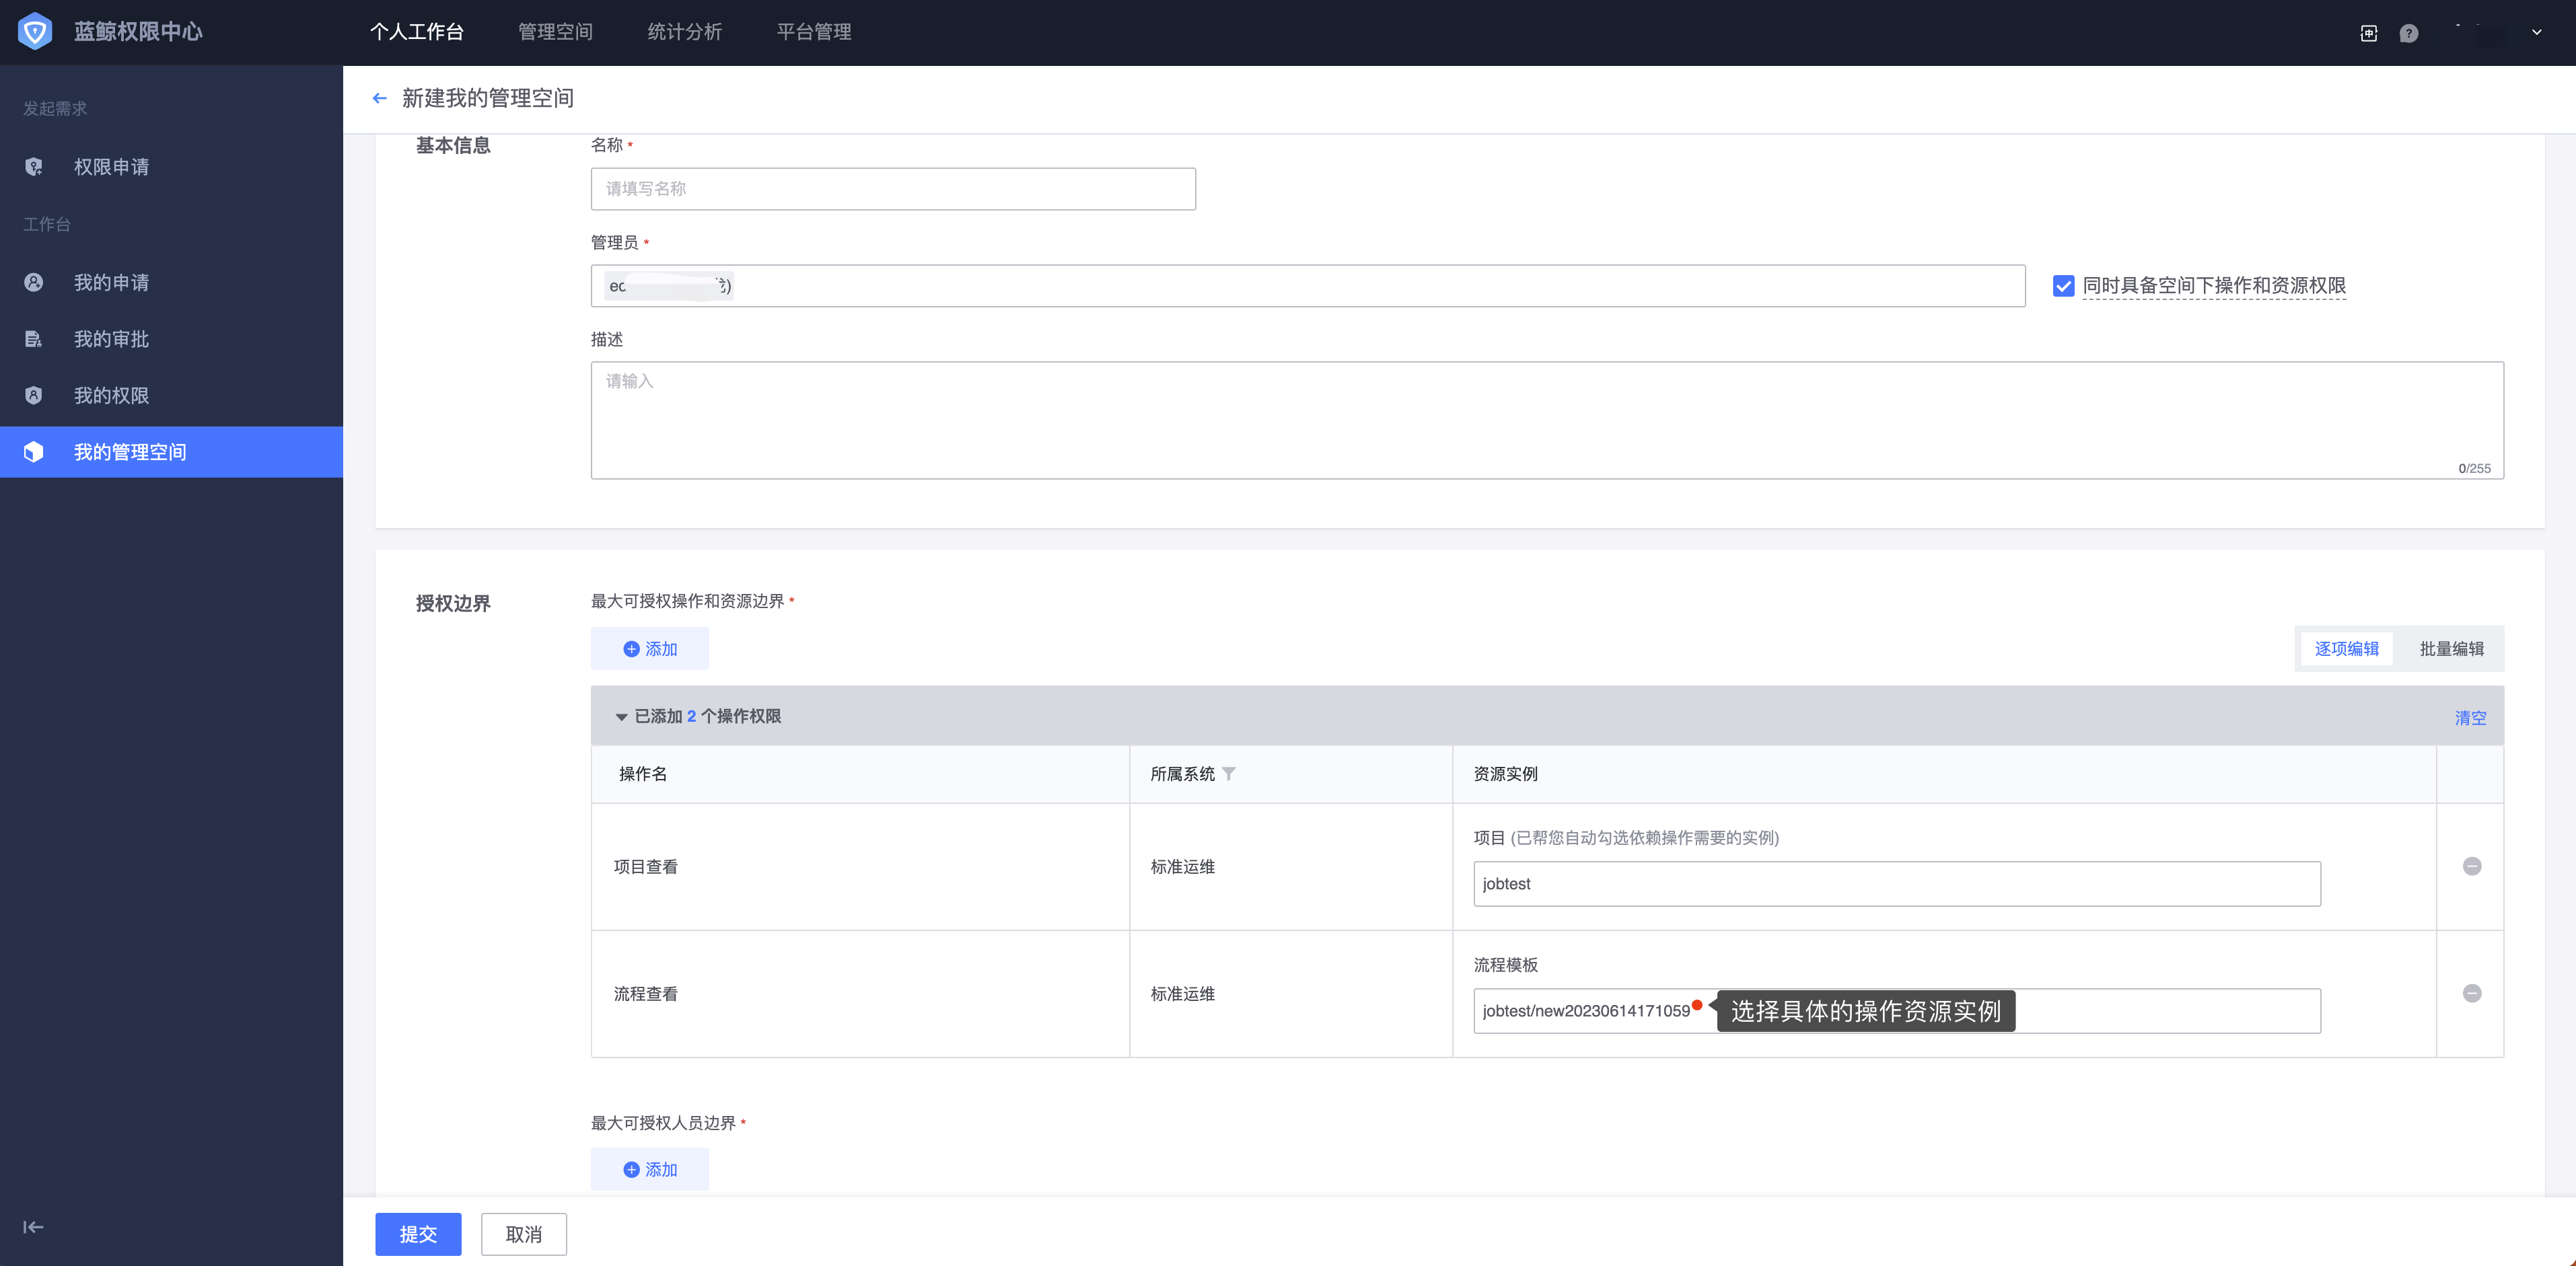 蓝鲸权限中心
个人工作台 管理空间 统计分析 平台管理
发起需求
权限申请
工作台
我的申请
我的审批
我的权限
我的管理空间
新建我的管理空间
基本信息
名称 *
请填写名称
管理员 *
同时具备空间下操作和资源权限
描述
请输入
0/255
授权边界
最大可授权操作和资源边界 *
添加
逐项编辑 批量编辑
已添加 2 个操作权限
清空
操作名 所属系统 资源实例
项目查看 标准运维
项目 (已帮您自动勾选依赖操作需要的实例)
jobtest
流程查看 标准运维
流程模板
jobtest/new20230614171059
选择具体的操作资源实例
最大可授权人员边界 *
添加
提交 取消